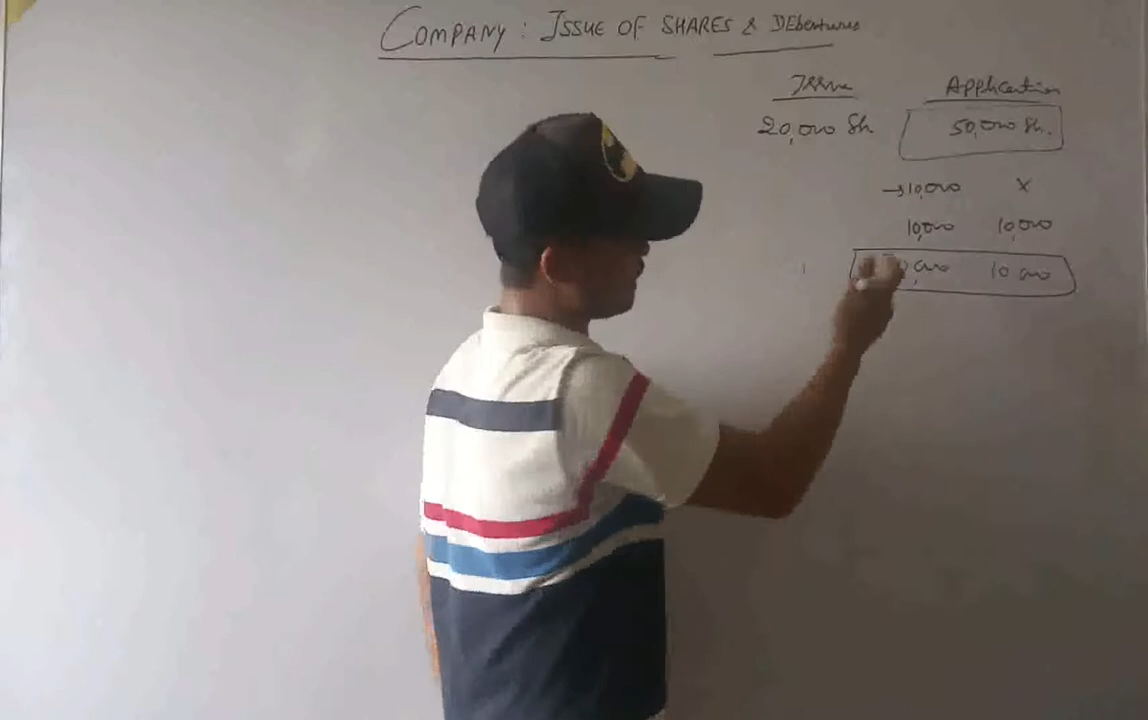 COMPANY: ISSUE OF SHARES & DEbentures
Issue Application
20,000 Sh 50,000 Sh.
→10,000 X
10,000 10,000
10 000